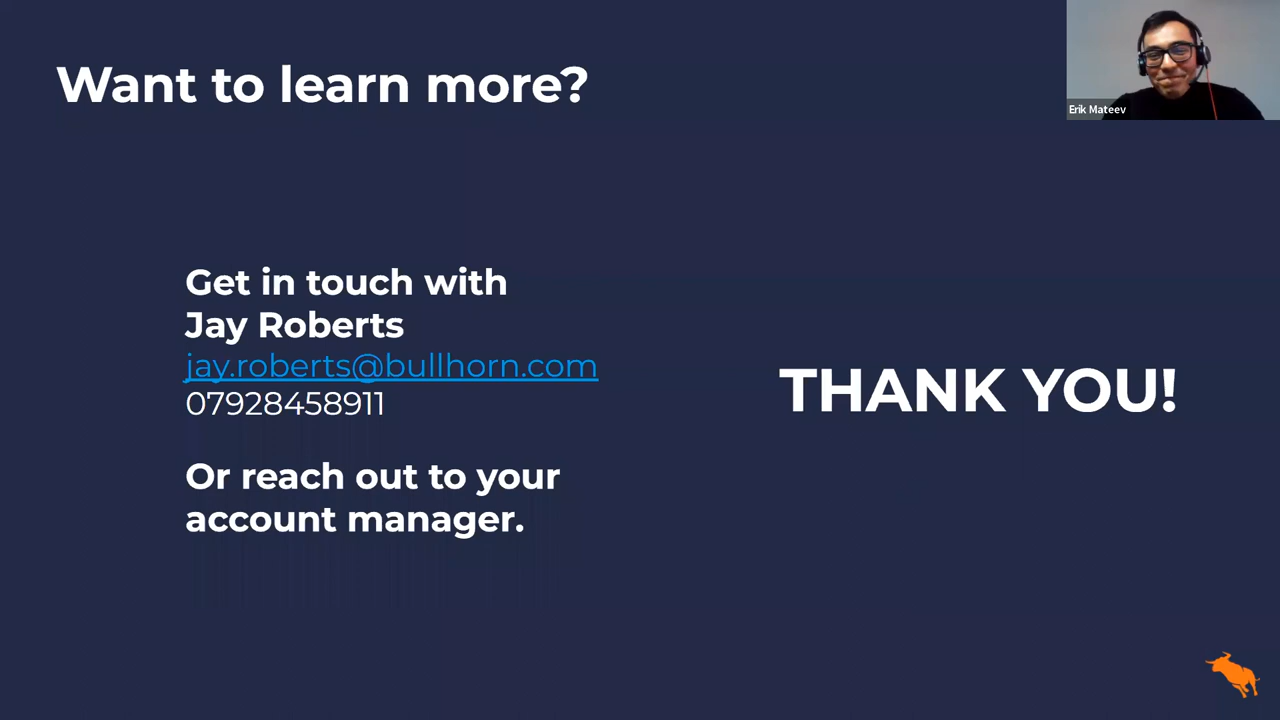 Want to learn more?
Erik Mateev
Get in touch with
Jay Roberts
jay.roberts@bullhorn.com
07928458911
THANK YOU!
Or reach out to your
account manager.